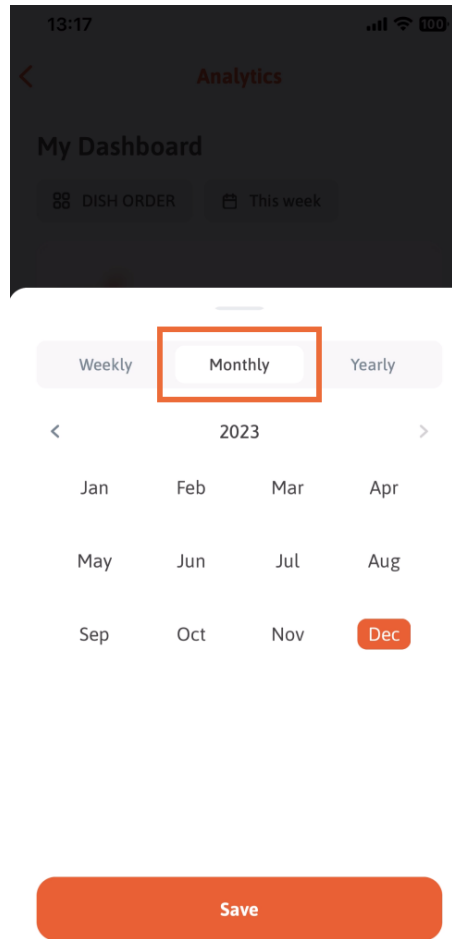 13:17 100
Analytics
My Dashboard
DISH ORDER This week
Weekly Monthly Yearly
< 2023 >
Jan Feb Mar Apr
May Jun Jul Aug
Sep Oct Nov Dec
Save